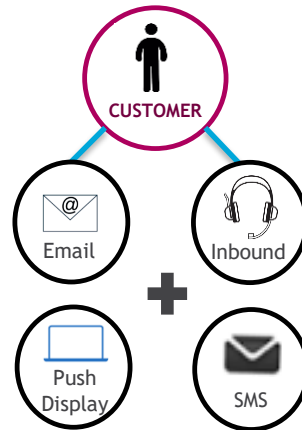 CUSTOMER
@
Email
Inbound
Push
Display
SMS